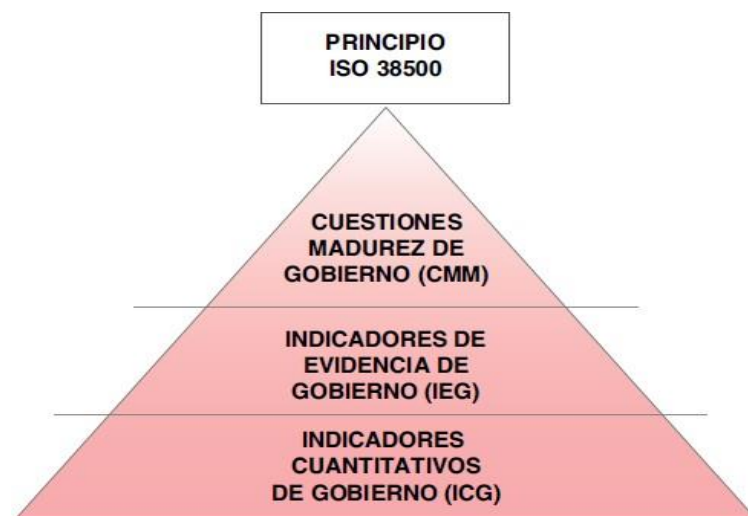 PRINCIPIO
ISO 38500
CUESTIONES
MADUREZ DE
GOBIERNO (CMM)
INDICADORES DE
EVIDENCIA DE
GOBIERNO (IEG)
INDICADORES
CUANTITATIVOS
DE GOBIERNO (ICG)